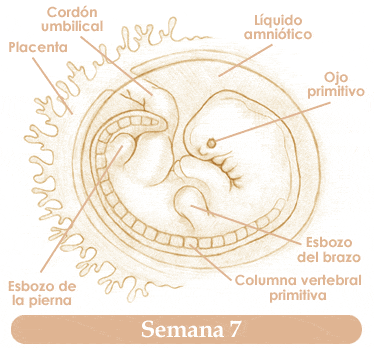 Cordón
umbilical
Placenta
Líquido
amniótico
Ojo
primitivo
Esbozo
del brazo
Columna vertebral
primitiva
Esbozo de
la pierna
Semana 7